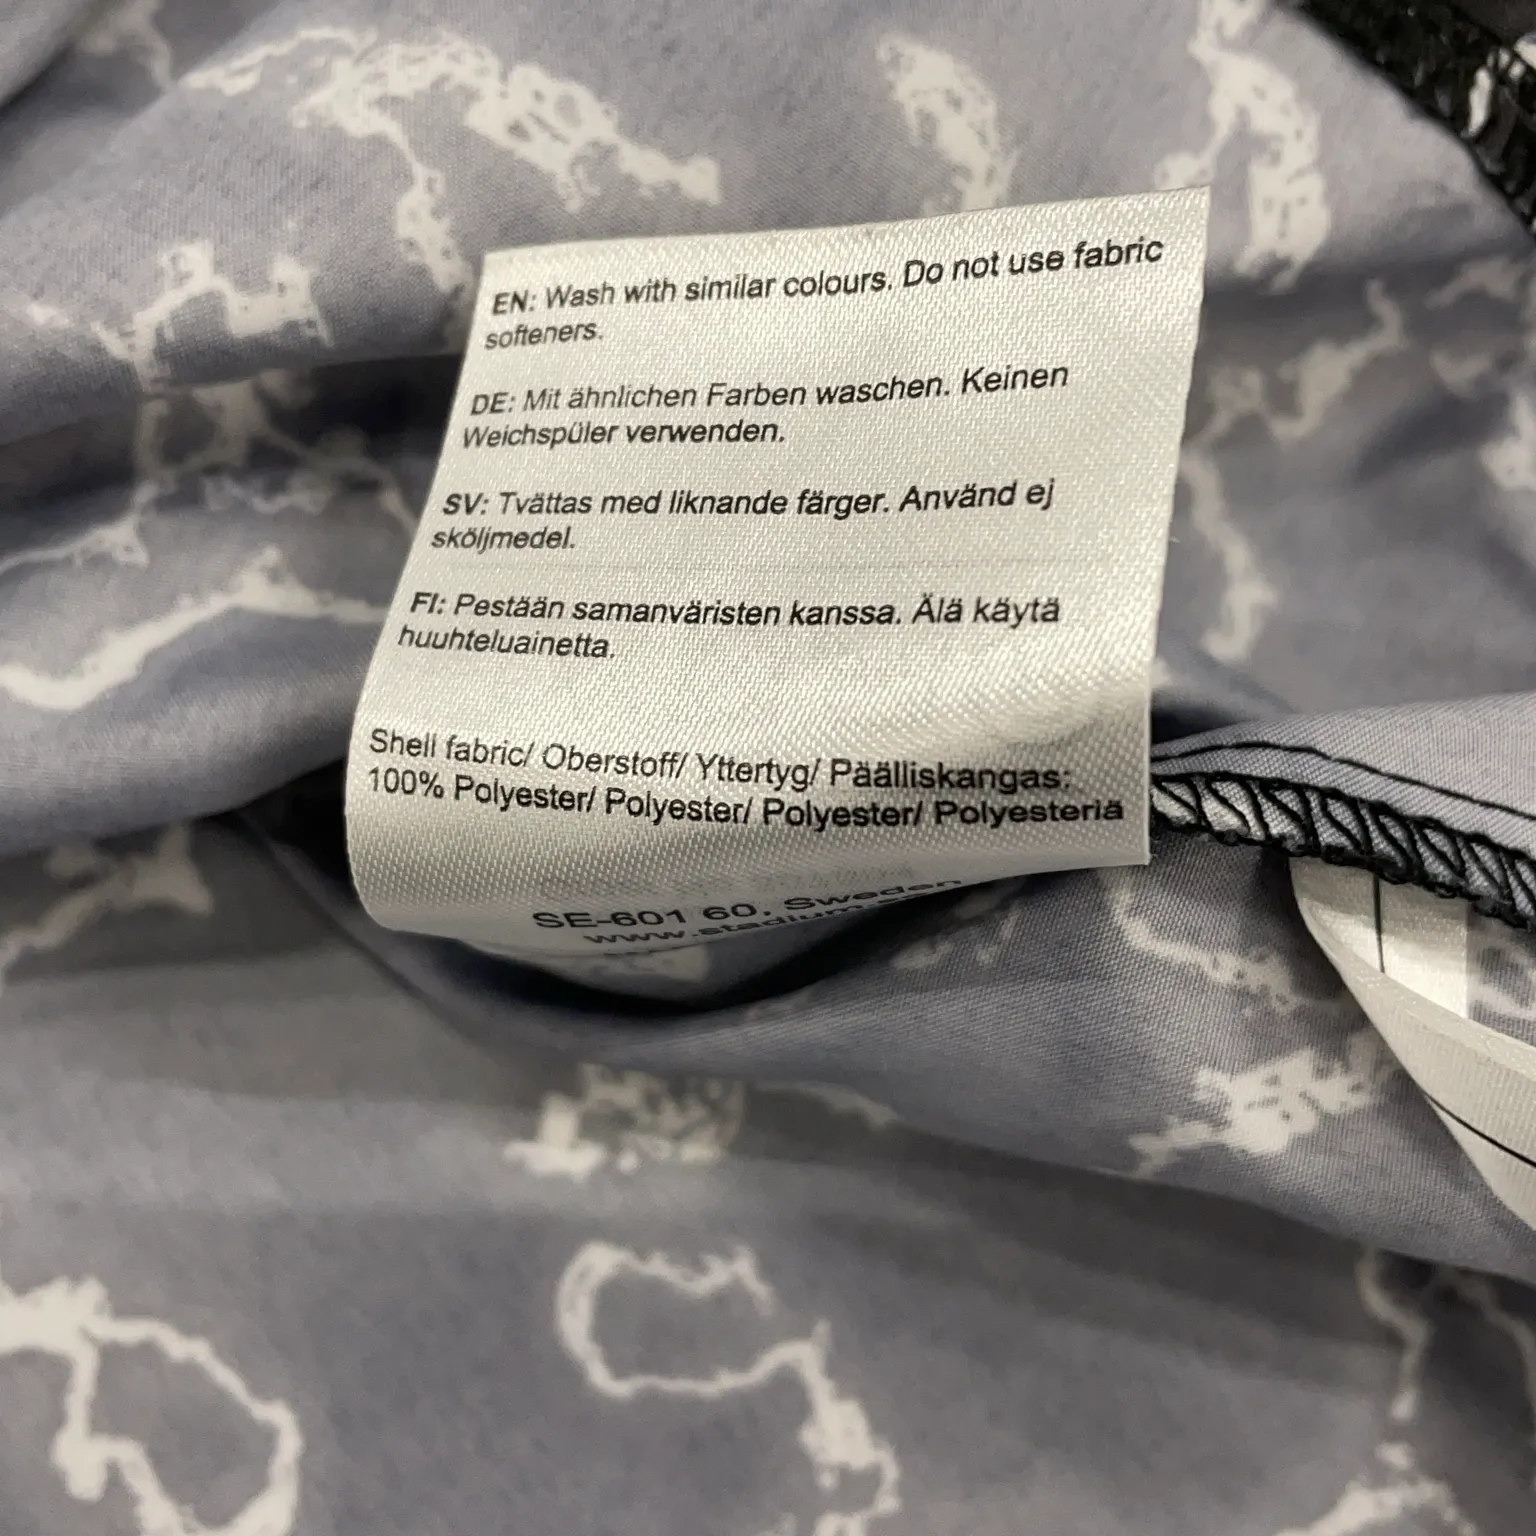 EN: Wash with similar colours. Do not use fabric
softeners.
DE: Mit ähnlichen Farben waschen. Keinen
Weichspüler verwenden.
SV: Tvättas med liknande färger. Använd ej
sköljmedel.
FI: Pestään samanväristen kanssa. Älä käytä
huuhteluainetta.
Shell fabric/ Oberstoff/ Yttertyg/ Päälliskangas:
100% Polyester/ Polyester/ Polyester/ Polyesteriä
SE-601 60, Sweden